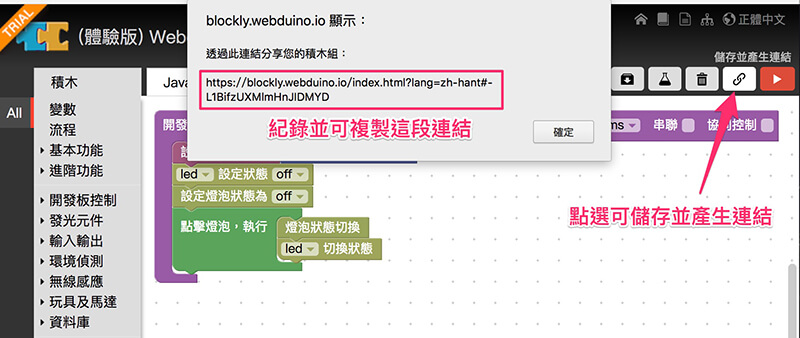 TRIAL
(體驗版) Web
正體中文
儲存並產生連結
blockly.webduino.io 顯示：
透過此連結分享您的積木組：
https://blockly.webduino.io/index.html?lang=zh-hant#-
L1BifzUXMlmHnJlDMYD
紀錄並可複製這段連結
確定
積木
Java
All
變數
流程
基本功能
進階功能
開發板控制
發光元件
輸入輸出
環境偵測
無線感應
玩具及馬達
資料庫
開發
ms
串聯
協同控制
設
led 設定狀態 off
設定燈泡狀態為 off
點擊燈泡，執行
燈泡狀態切換
led 切換狀態
點選可儲存並產生連結